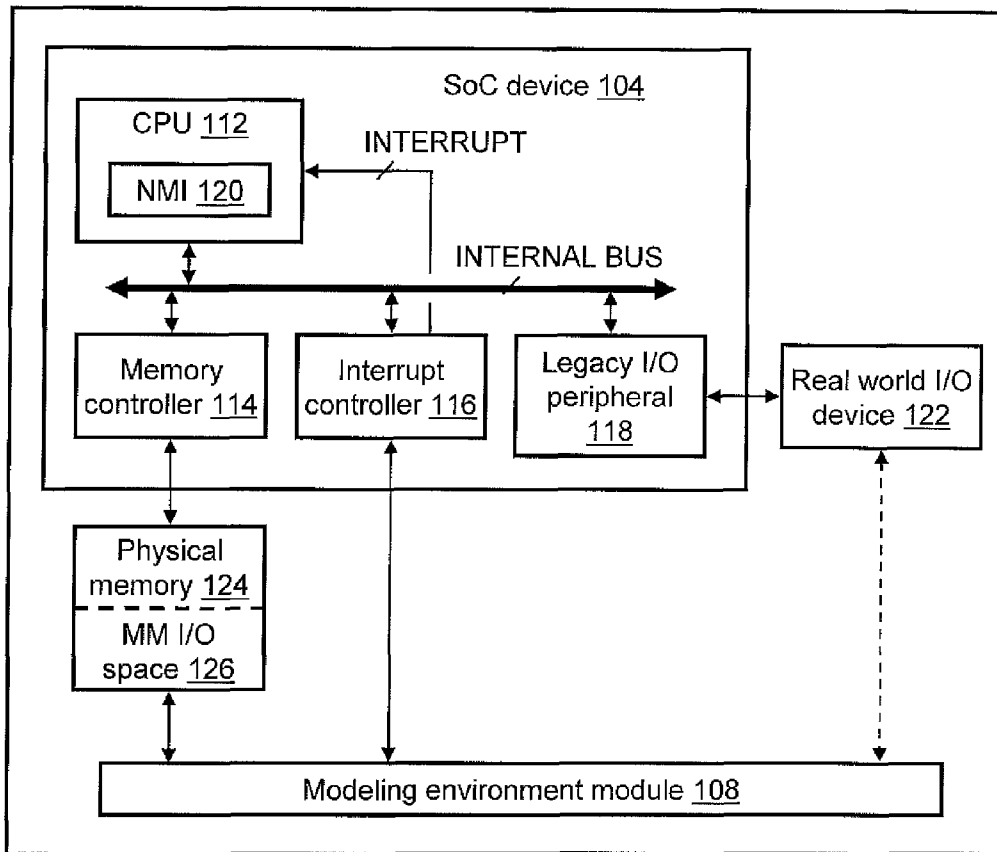 SoC device 104
CPU 112
NMI 120
INTERRUPT
INTERNAL BUS
Memory
controller 114
Interrupt
controller 116
Legacy I/O
peripheral
118
Real world I/O
device 122
Physical
memory 124
MM I/O
space 126
Modeling environment module 108